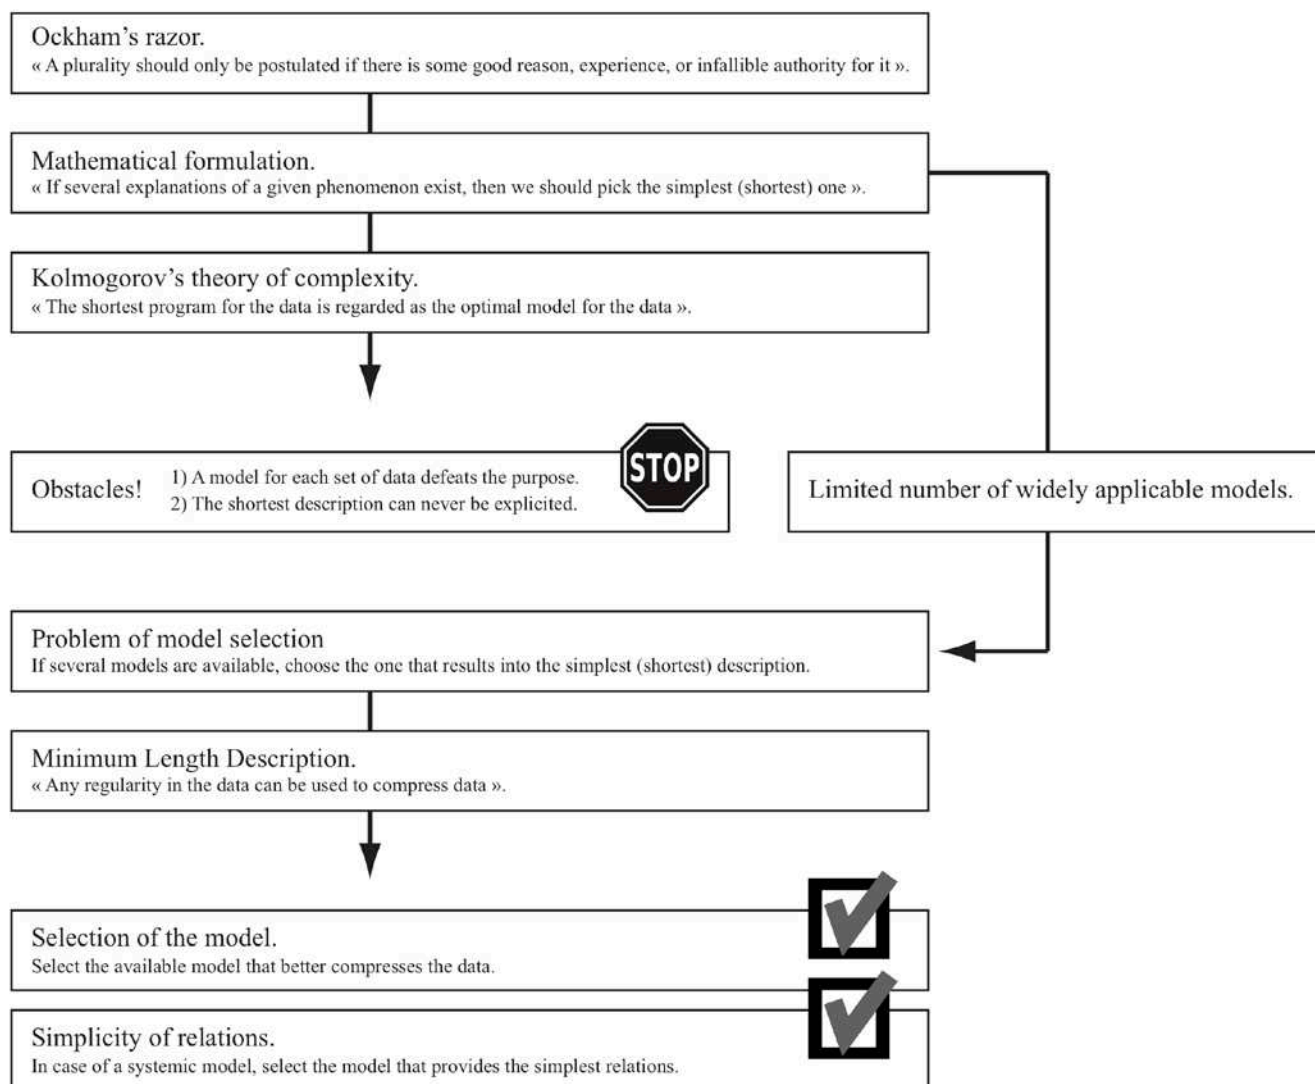 Ockham’s razor.
« A plurality should only be postulated if there is some good reason, experience, or infallible authority for it ».
Mathematical formulation.
« If several explanations of a given phenomenon exist, then we should pick the simplest (shortest) one ».
Kolmogorov’s theory of complexity.
« The shortest program for the data is regarded as the optimal model for the data ».
Obstacles!
1) A model for each set of data defeats the purpose.
2) The shortest description can never be explicited.
STOP
Limited number of widely applicable models.
Problem of model selection
If several models are available, choose the one that results into the simplest (shortest) description.
Minimum Length Description.
« Any regularity in the data can be used to compress data ».
Selection of the model.
Select the available model that better compresses the data.
Simplicity of relations.
In case of a systemic model, select the model that provides the simplest relations.